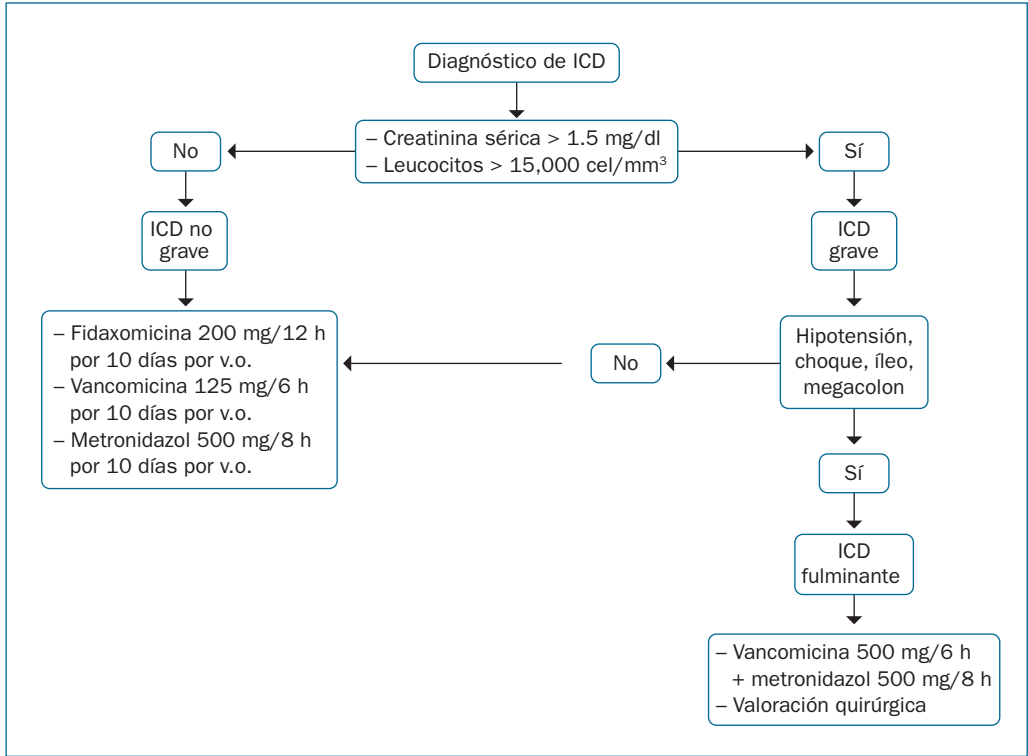 Diagnóstico de ICD
– Creatinina sérica > 1.5 mg/dl
– Leucocitos > 15,000 cel/mm³
No
Sí
ICD no
grave
ICD
grave
– Fidaxomicina 200 mg/12 h
por 10 días por v.o.
– Vancomicina 125 mg/6 h
por 10 días por v.o.
– Metronidazol 500 mg/8 h
por 10 días por v.o.
No
Hipotensión,
choque, íleo,
megacolon
Sí
ICD
fulminante
– Vancomicina 500 mg/6 h
+ metronidazol 500 mg/8 h
– Valoración quirúrgica